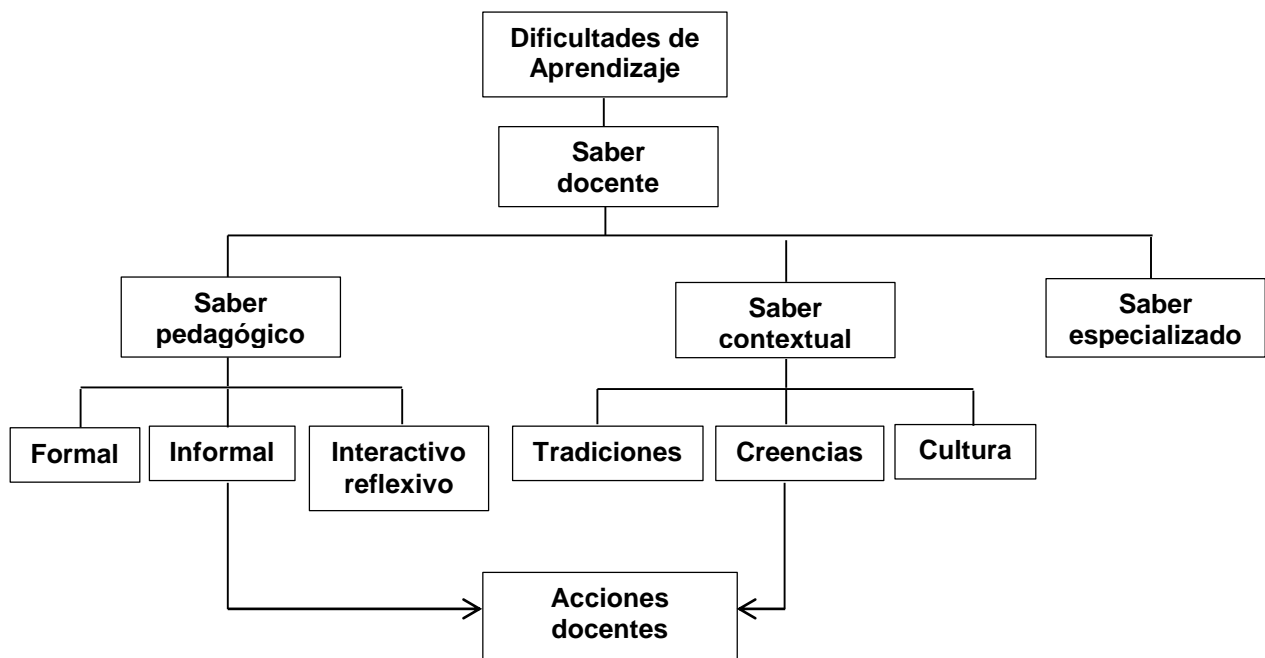 Dificultades de
Aprendizaje
Saber
docente
Saber
pedagógico
Saber
contextual
Saber
especializado
Formal
Informal
Interactivo
reflexivo
Tradiciones
Creencias
Cultura
Acciones
docentes